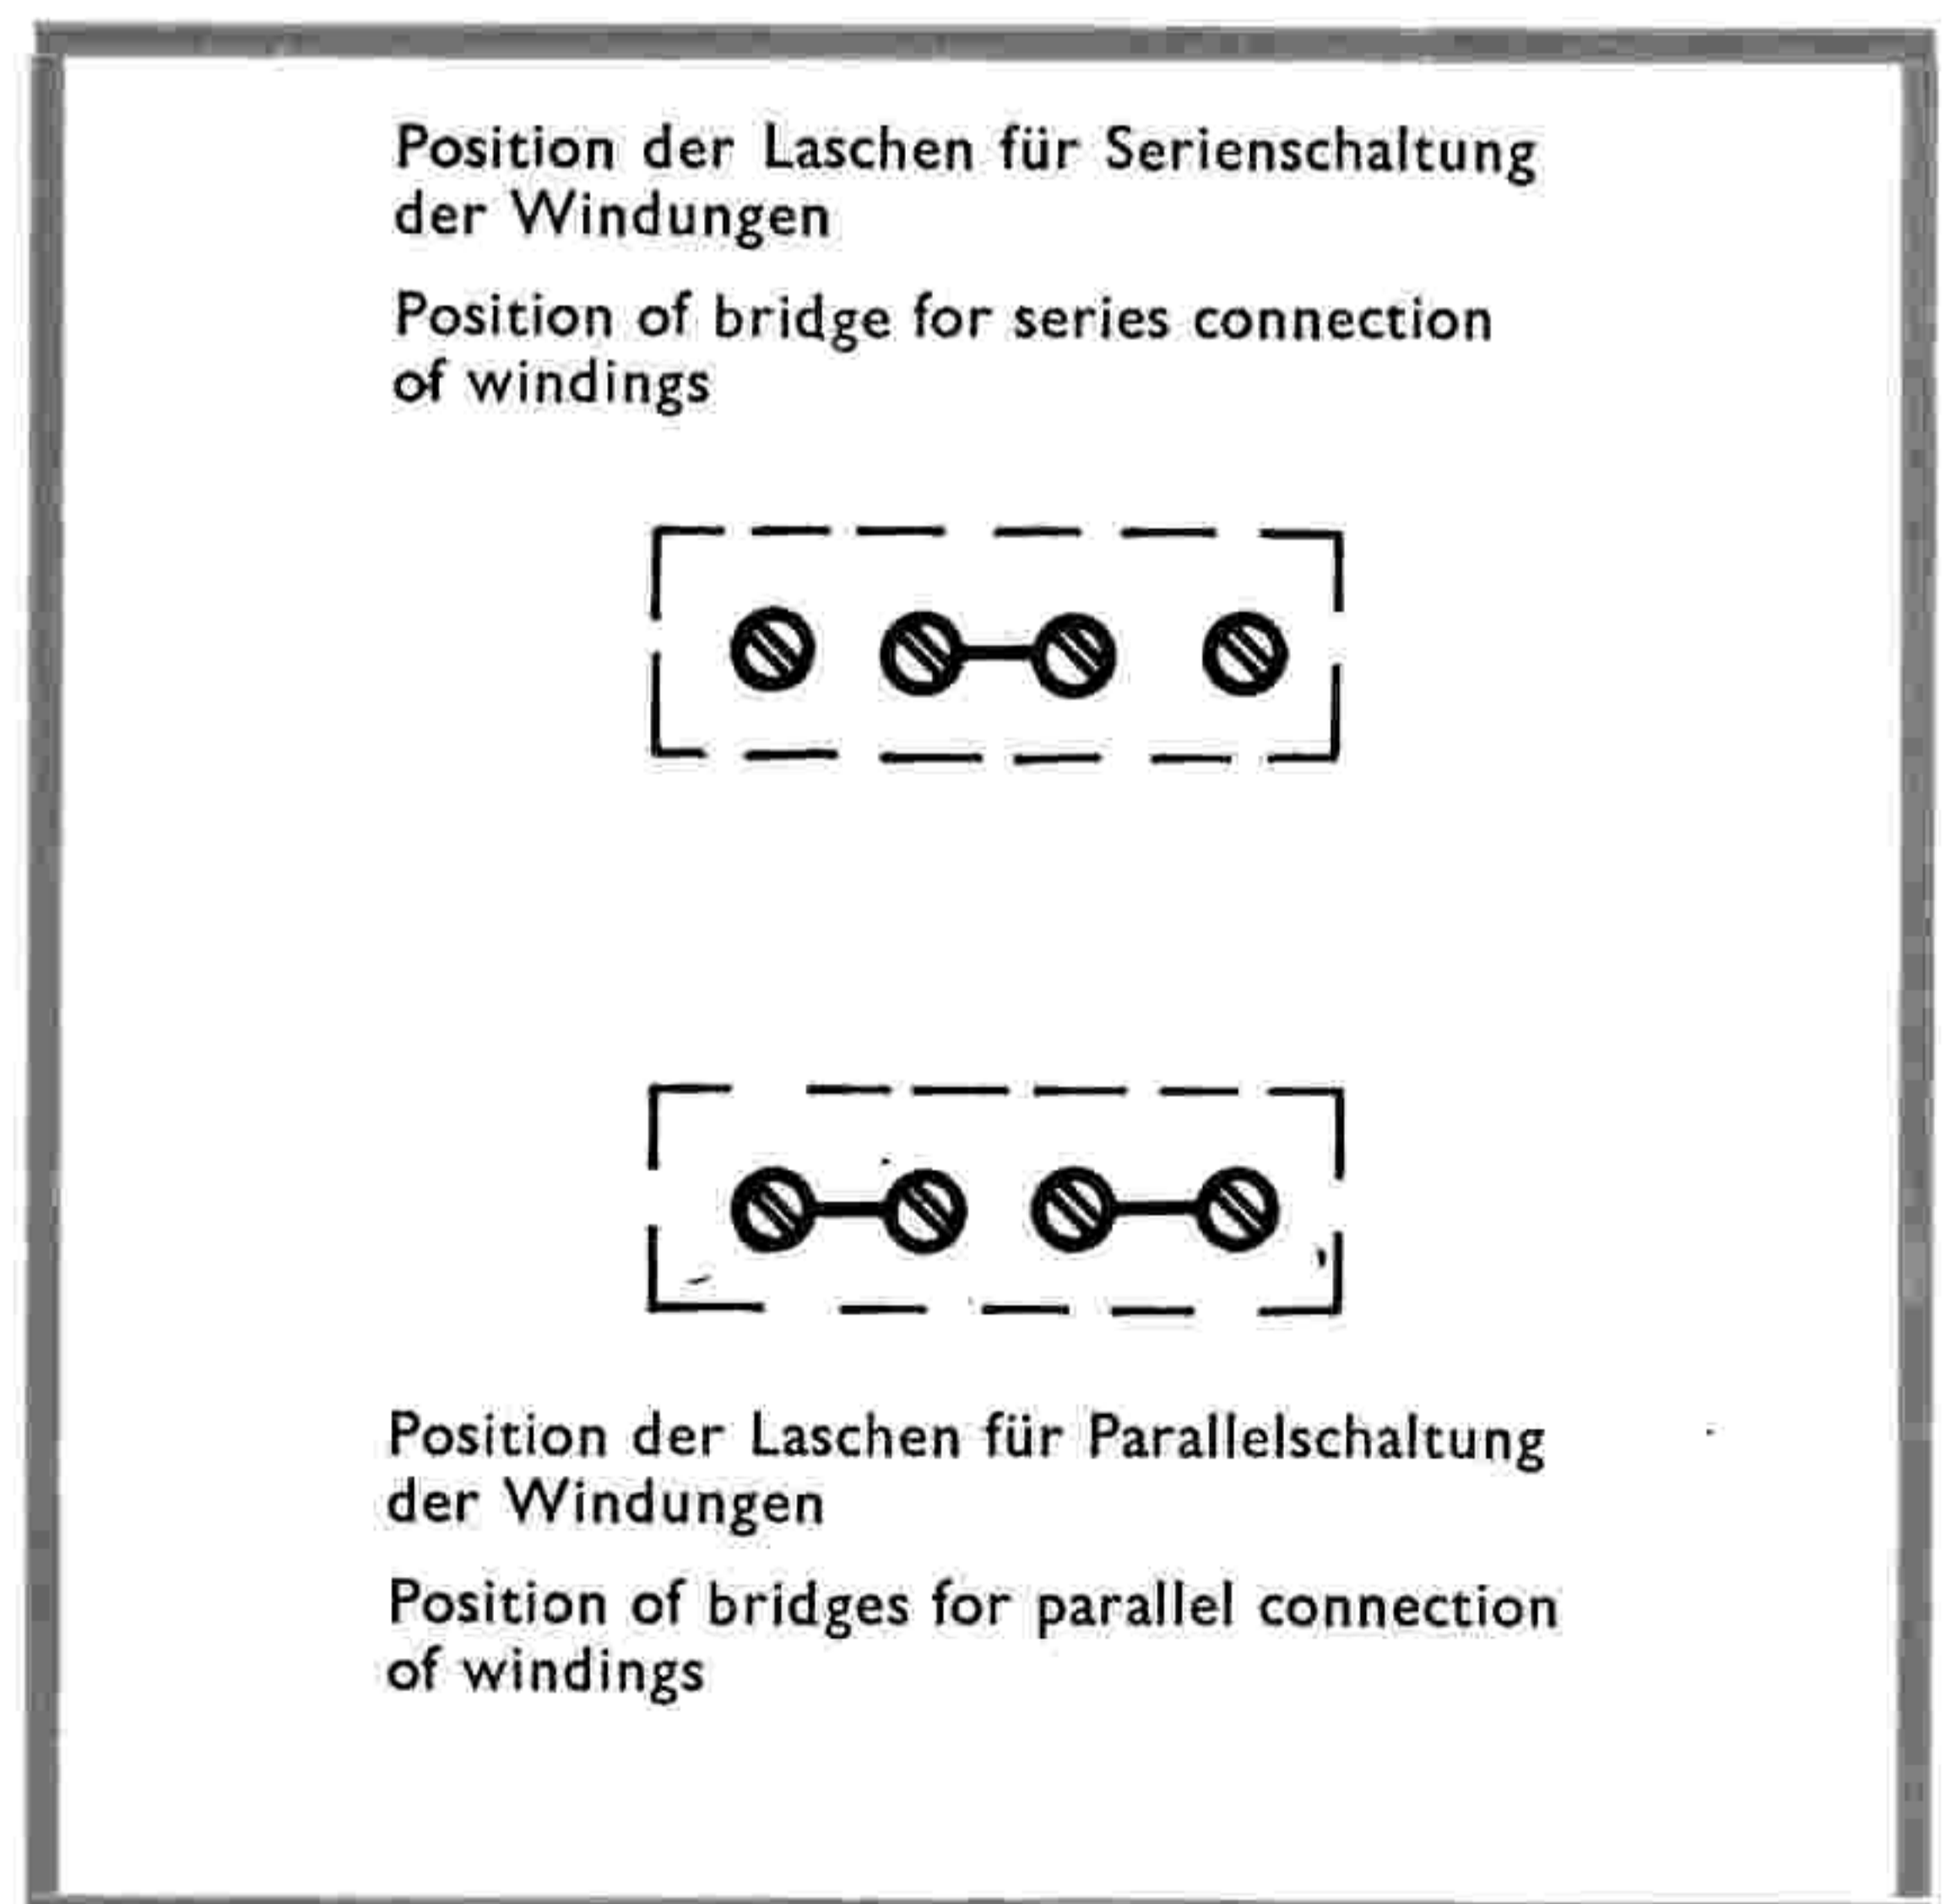 Position der Laschen für Serienschaltung
der Windungen
Position of bridge for series connection
of windings
Position der Laschen für Parallelschaltung
der Windungen
Position of bridges for parallel connection
of windings